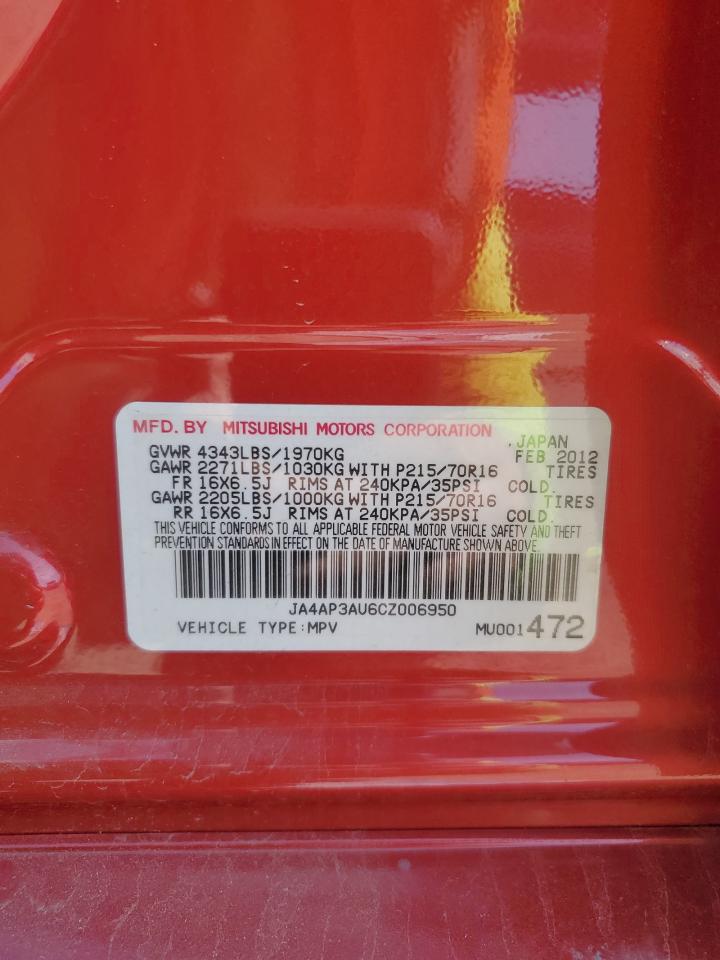 MFD. BY MITSUBISHI MOTORS CORPORATION
JAPAN
GVWR 4343LBS/1970KG FEB 2012
GAWR 2271LBS/1030KG WITH P215/70R16 TIRES
FR 16X6.5J RIMS AT 240KPA/35PSI COLD.
GAWR 2205LBS/1000KG WITH P215/70R16 TIRES
RR 16X6.5J RIMS AT 240KPA/35PSI COLD.
THIS VEHICLE CONFORMS TO ALL APPLICABLE FEDERAL MOTOR VEHICLE SAFETY AND THEFT
PREVENTION STANDARDS IN EFFECT ON THE DATE OF MANUFACTURE SHOWN ABOVE.
JA4AP3AU6CZ006950
VEHICLE TYPE:MPV MU001472